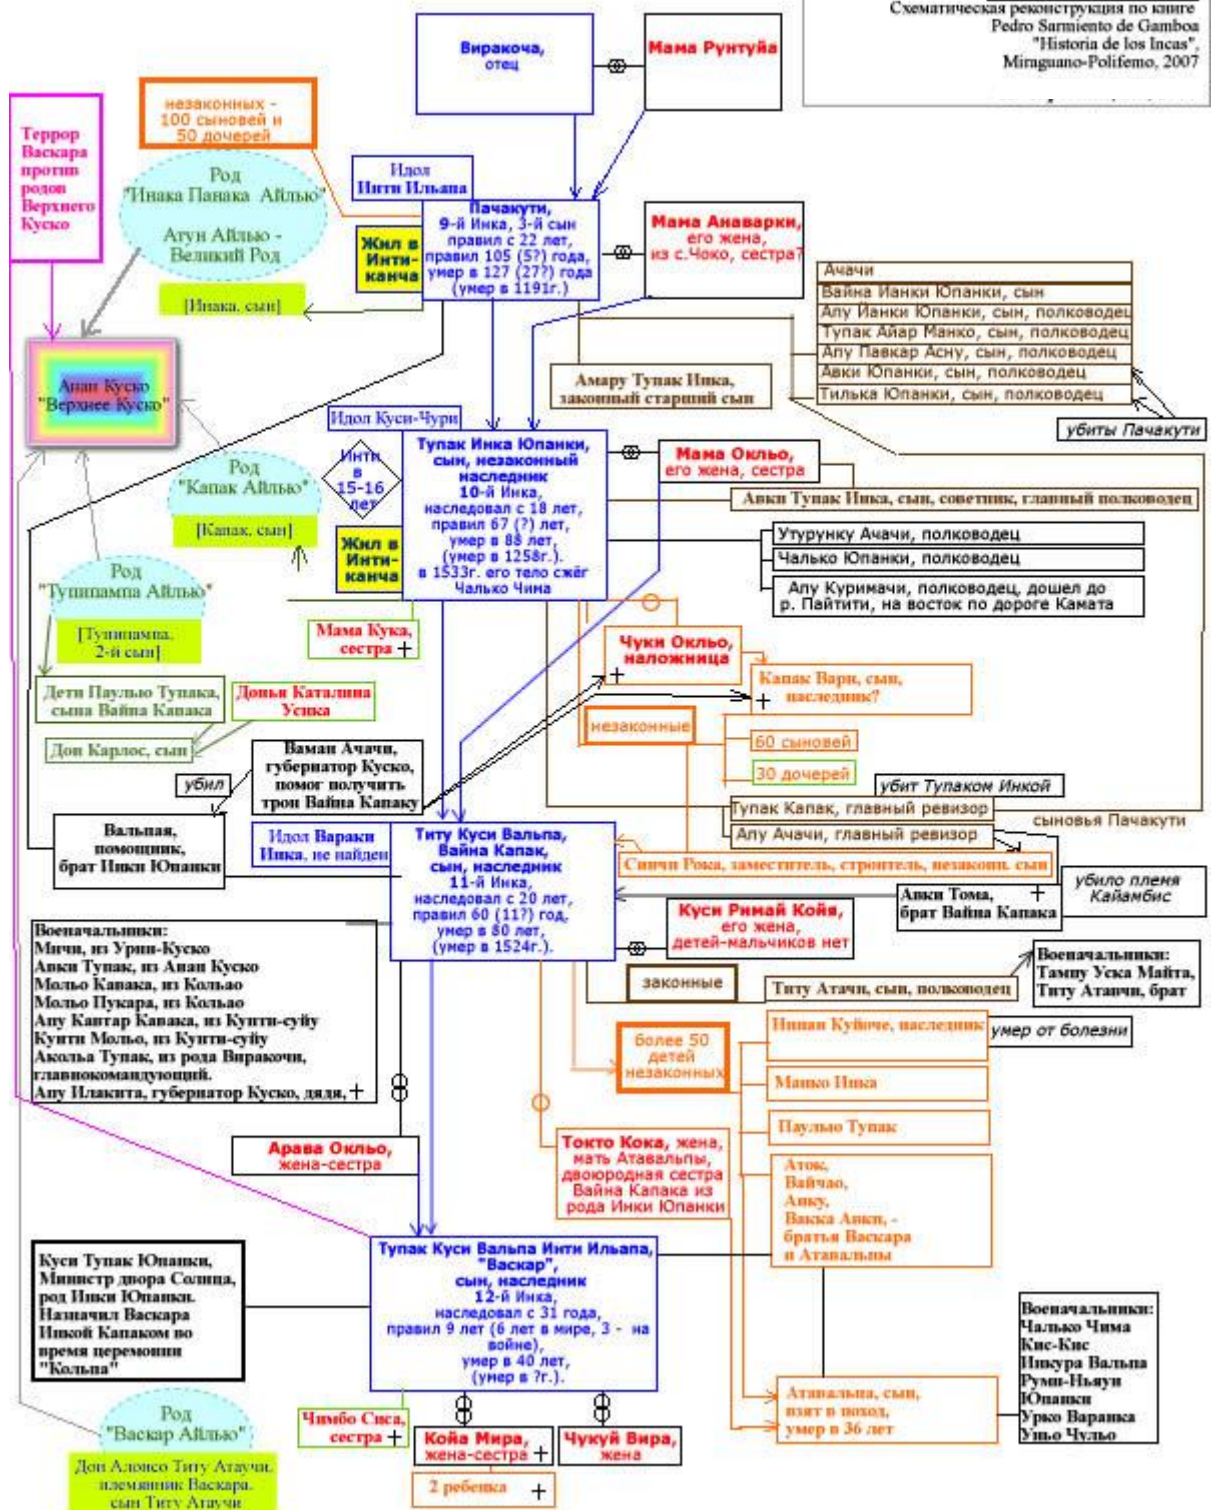 Схематическая реконструкция по книге
Pedro Sarmiento de Gamboa
"Historia de los Incas",
Miraguano-Polifemo, 2007
Виракоча,
отец
Мама Рунтуйа
незаконных -
100 сыновей и
50 дочерей
Террор
Васкара
против
родов
Верхнего
Куско
Род
"Инака Панака Айлью"
Атун Айлью -
Великий Род
[Инака, сын]
Идол
Инти Ильапа
Жил в
Инти-
канча
Пачакути,
9-й Инка, 3-й сын
правил с 22 лет,
правил 105 (5?) года,
умер в 127 (27?) года
(умер в 1191г.)
Мама Анаварки,
его жена,
из с.Чоко, сестра?
Ачачи
Вайна Йанки Юпанки, сын
Апу Йанки Юпанки, сын, полководец
Тупак Айар Манко, сын, полководец
Апу Павкар Асну, сын, полководец
Авки Юпанки, сын, полководец
Тилька Юпанки, сын, полководец
убиты Пачакути
Анан Куско
"Верхнее Куско"
Амару Тупак Инка,
законный старший сын
Идол Куси-Чури
Инти
в
15-16
лет
Жил в
Инти-
канча
Род
"Капак Айлью"
[Капак, сын]
Тупак Инка Юпанки,
сын, незаконный
наследник
10-й Инка,
наследовал с 18 лет,
правил 67 (?) лет,
умер в 88 лет,
(умер в 1258г.).
в 1533г. его тело сжёг
Чалько Чима
Мама Окльо,
его жена, сестра
Авки Тупак Инка, сын, советник, главный полководец
Утурунку Ачачи, полководец
Чалько Юпанки, полководец
Апу Куримачи, полководец, дошел до
р. Пайтити, на восток по дороге Камата
Род
"Тупипампа Айлью"
[Тупипампа,
2-й сын]
Мама Кука,
сестра +
Чуки Окльо,
наложница
+
Капак Вари, сын,
наследник?
+
Дети Паулью Тупака,
сына Вайна Капака
Донья Каталина
Усика
Дон Карлос, сын
незаконные
60 сыновей
30 дочерей
Ваман Ачачи,
губернатор Куско,
помог получить
трон Вайна Капаку
убил
Вальпая,
помощник,
брат Инки Юпанки
Идол Вараки
Инка, не найден
Титу Куси Вальпа,
Вайна Капак,
сын, наследник
11-й Инка,
наследовал с 20 лет,
правил 60 (11?) год,
умер в 80 лет,
(умер в 1524г.).
убит Тупаком Инкой
Тупак Капак, главный ревизор
Апу Ачачи, главный ревизор
сыновья Пачакути
Синчи Рока, заместитель, строитель, незаконн. сын
Авки Тома, +
брат Вайна Капака
убило племя
Кайамбис
Куси Римай Койя,
его жена,
детей-мальчиков нет
Военачальники:
Мичи, из Урин-Куско
Авки Тупак, из Анан Куско
Мольо Кавака, из Кольао
Мольо Пукара, из Кольао
Апу Кантар Кавака, из Кунти-суйу
Кунти Мольо, из Кунти-суйу
Акольа Тупак, из рода Виракочи,
главнокомандующий.
Апу Илакита, губернатор Куско, дядя, +
законные
Титу Атачи, сын, полководец
Военачальники:
Тампу Уска Майта,
Титу Атаичи, брат
более 50
детей
незаконных
Нинан Куйоче, наследник
умер от болезни
Манко Инка
Паулью Тупак
Арава Окльо,
жена-сестра
Токто Кока, жена,
мать Атавальпы,
двоюродная сестра
Вайна Капака из
рода Инки Юпанки
Аток,
Вайчао,
Анку,
Вакка Анки, -
братья Васкара
и Атавальпы
Куси Тупак Юпанки,
Министр двора Солнца,
род Инки Юпанки.
Назначил Васкара
Инкой Капаком во
время церемонии
"Кольпа"
Тупак Куси Вальпа Инти Ильапа,
"Васкар",
сын, наследник
12-й Инка,
наследовал с 31 года,
правил 9 лет (6 лет в мире, 3 - на
войне),
умер в 40 лет,
(умер в ?г.).
Военачальники:
Чалько Чима
Кис-Кис
Инкура Вальпа
Руми-Ньяуи
Юпанки
Урко Варанка
Уньо Чульо
Атавальпа, сын,
взят в поход,
умер в 36 лет
Род
"Васкар Айлью"
Дон Алонсо Титу Атаучи,
племянник Васкара,
сын Титу Атаучи
Чимбо Сиса,
сестра +
Койа Мира,
жена-сестра +
Чукуй Вира,
жена
2 ребенка +